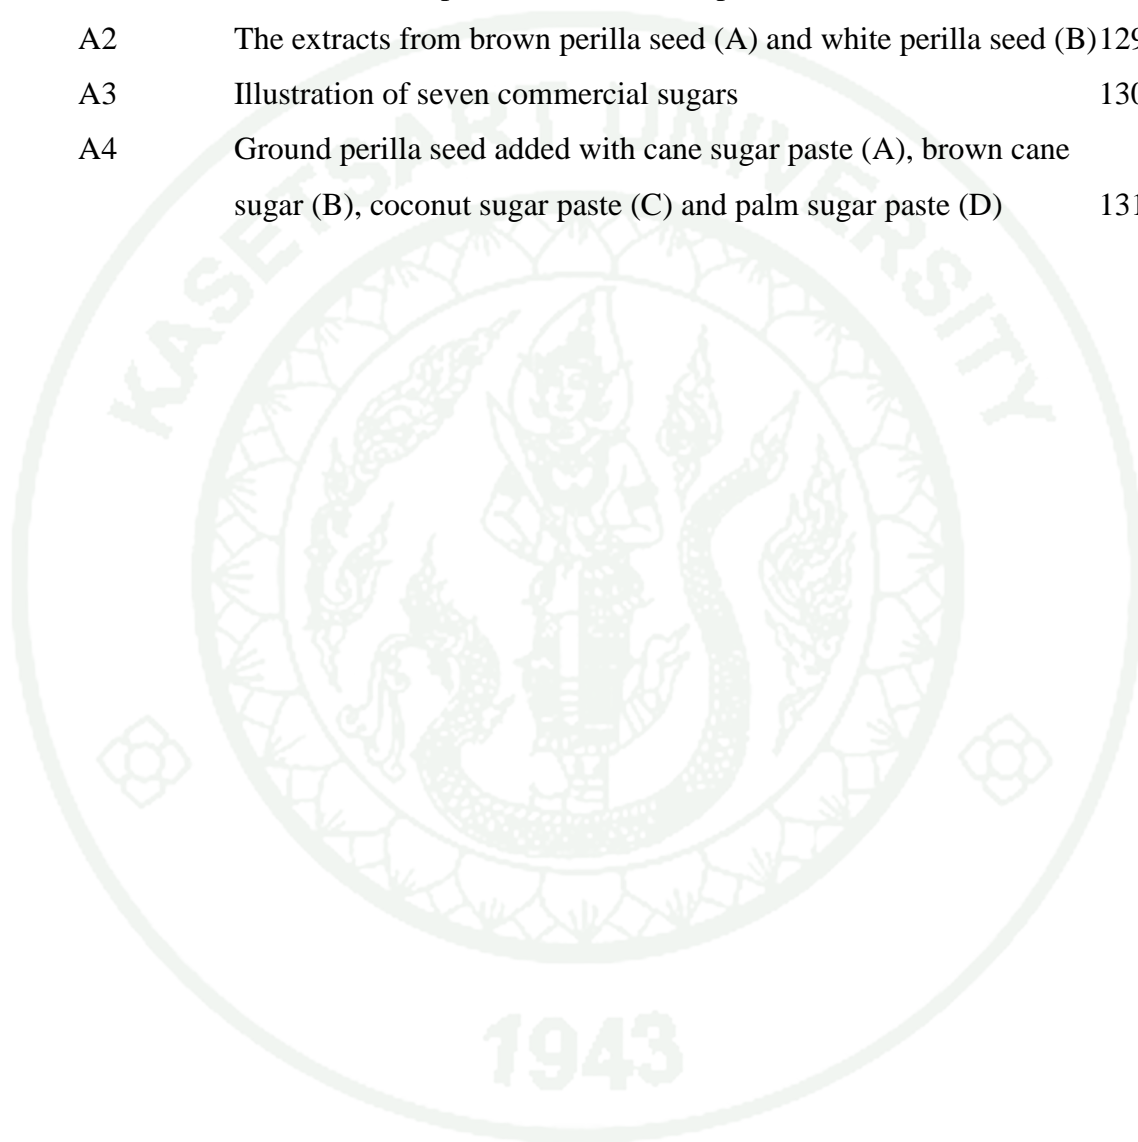 A2 The extracts from brown perilla seed (A) and white perilla seed (B) 129
A3 Illustration of seven commercial sugars 130
A4 Ground perilla seed added with cane sugar paste (A), brown cane
sugar (B), coconut sugar paste (C) and palm sugar paste (D) 131
KASETSART UNIVERSITY
1943